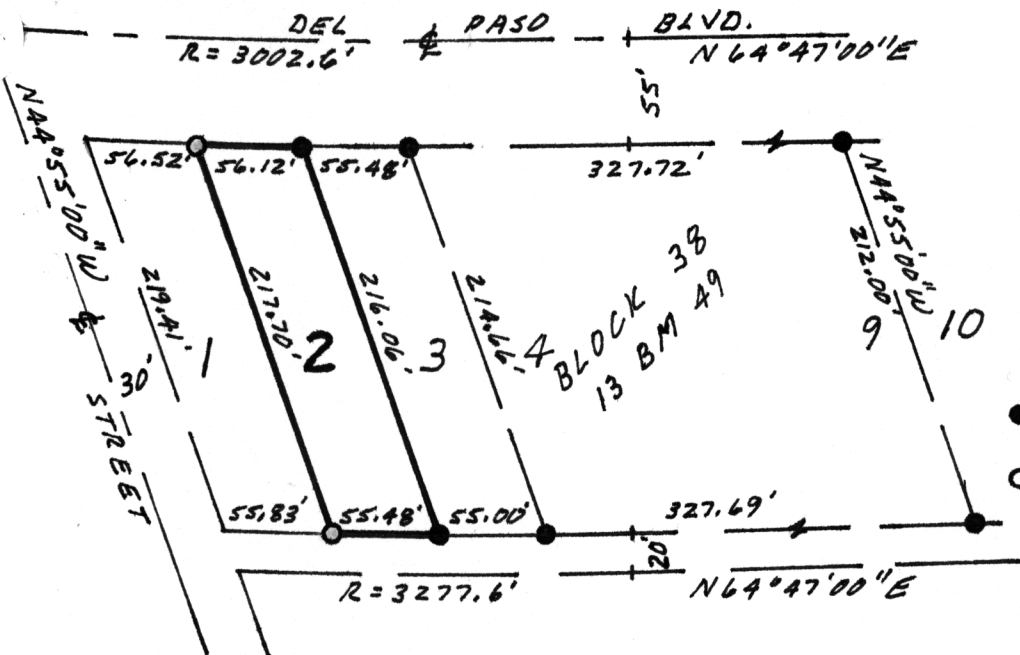 DEL ℄ PASO BLVD.
R = 3002.6' N 64°47'00"E
55'
N44°55'00"W ℄ STREET
56.52' 56.12' 55.48' 327.72'
N44°55'00"W
219.41' 217.70' 216.06' 214.66' 212.00'
1 2 3 4 9 10
BLOCK 38
13 BM 49
30'
55.83' 55.48' 55.00' 327.69'
20'
R = 3277.6' N64°47'00"E